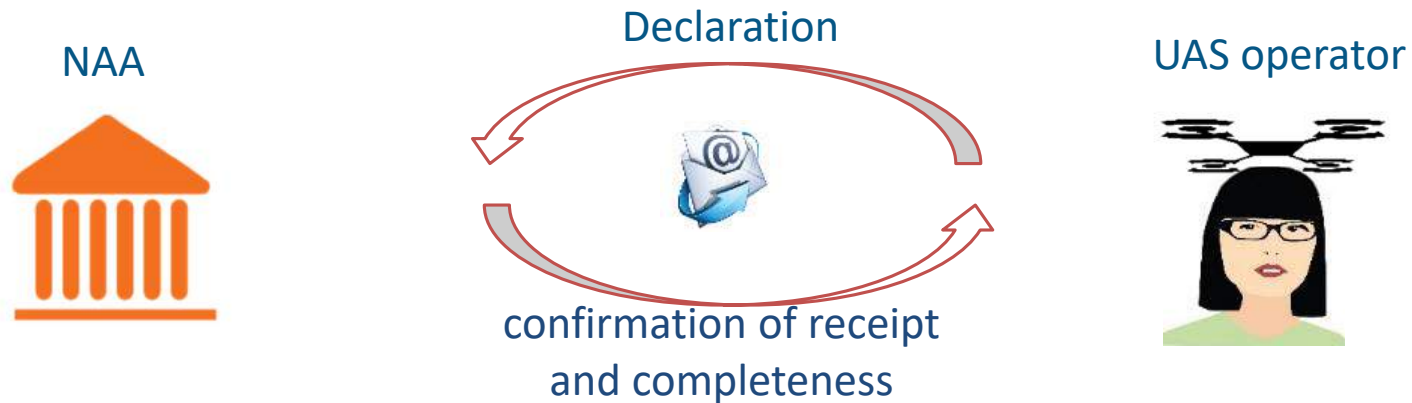 Declaration
NAA
UAS operator
@
confirmation of receipt
and completeness